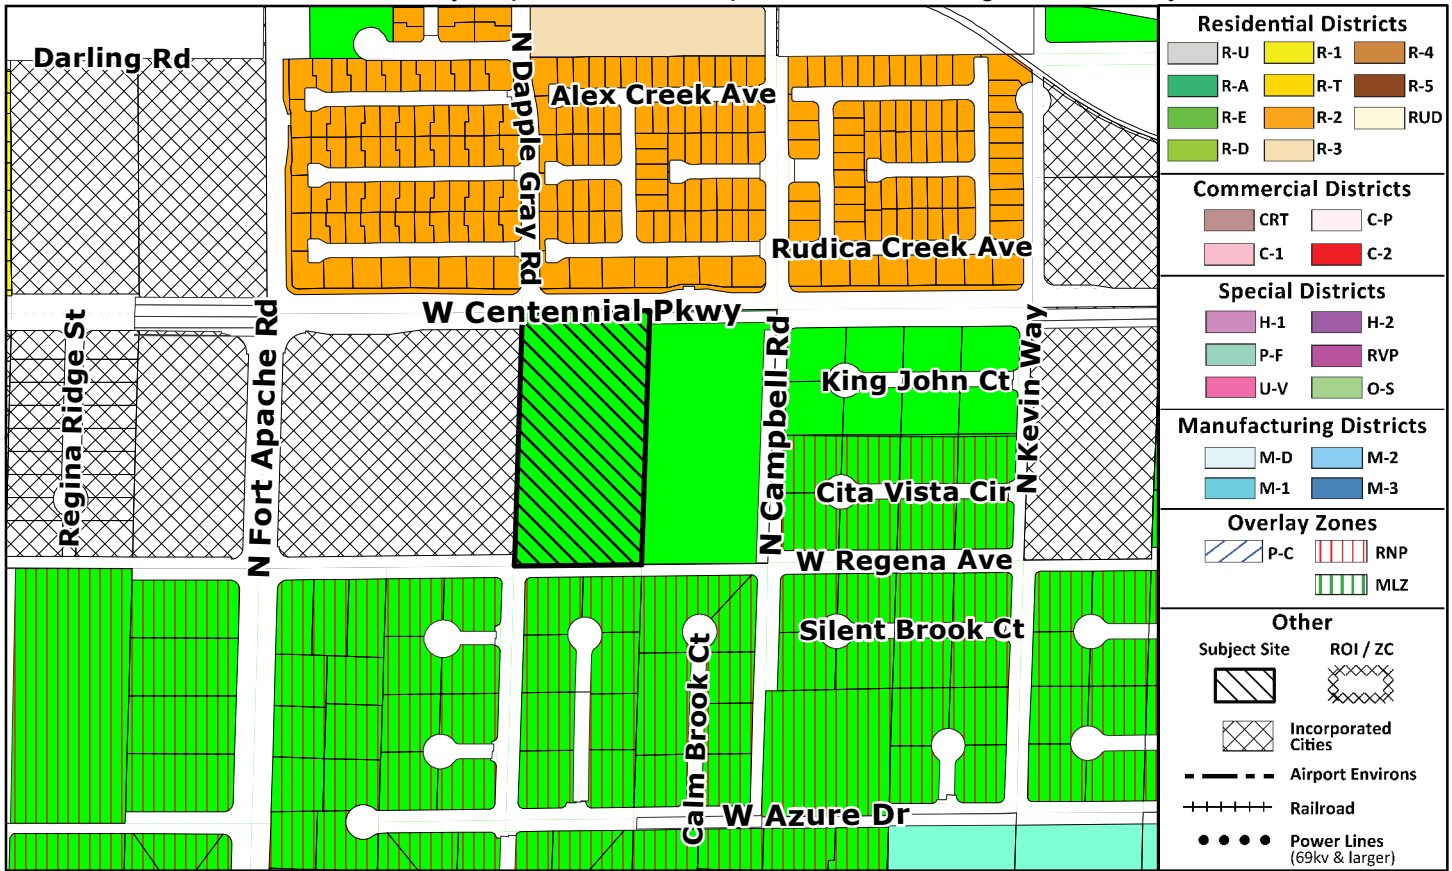 Darling Rd
N Dapple Gray Rd
Alex Creek Ave
Rudica Creek Ave
W Centennial Pkwy
Regina Ridge St
N Fort Apache Rd
N Campbell Rd
N Kevin Way
King John Ct
Cita Vista Cir
W Regena Ave
Silent Brook Ct
Calm Brook Ct
W Azure Dr
Residential Districts
R-U R-1 R-4
R-A R-T R-5
R-E R-2 RUD
R-D R-3
Commercial Districts
CRT C-P
C-1 C-2
Special Districts
H-1 H-2
P-F RVP
U-V O-S
Manufacturing Districts
M-D M-2
M-1 M-3
Overlay Zones
P-C RNP
MLZ
Other
Subject Site ROI / ZC
Incorporated
Cities
Airport Environs
Railroad
Power Lines
(69kv & larger)